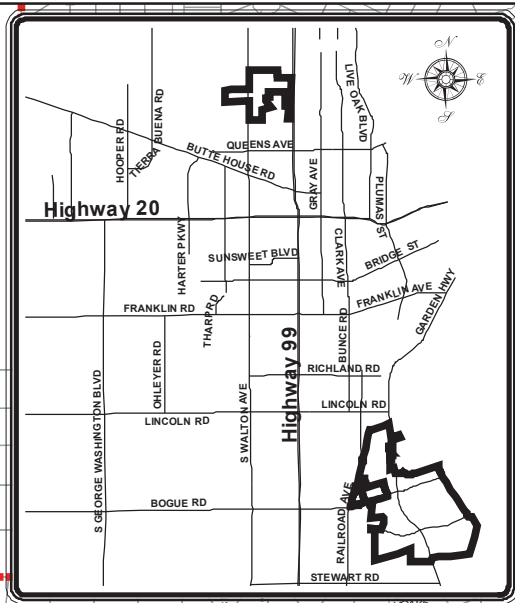 N
W
E
S
LIVE OAK BLVD
HOOPER RD
TIERRA BUENA RD
QUEENS AVE
BUTTE HOUSE RD
GRAY AVE
PLUMAS ST
Highway 20
HARTER PKWY
SUNSWEET BLVD
CLARK AVE
BRIDGE ST
FRANKLIN RD
THARP RD
FRANKLIN AVE
GARDEN HWY
BUNCE RD
Highway 99
OHLEYER RD
RICHLAND RD
S GEORGE WASHINGTON BLVD
S WALTON AVE
LINCOLN RD
LINCOLN RD
BOGUE RD
RAILROAD AVE
STEWART RD